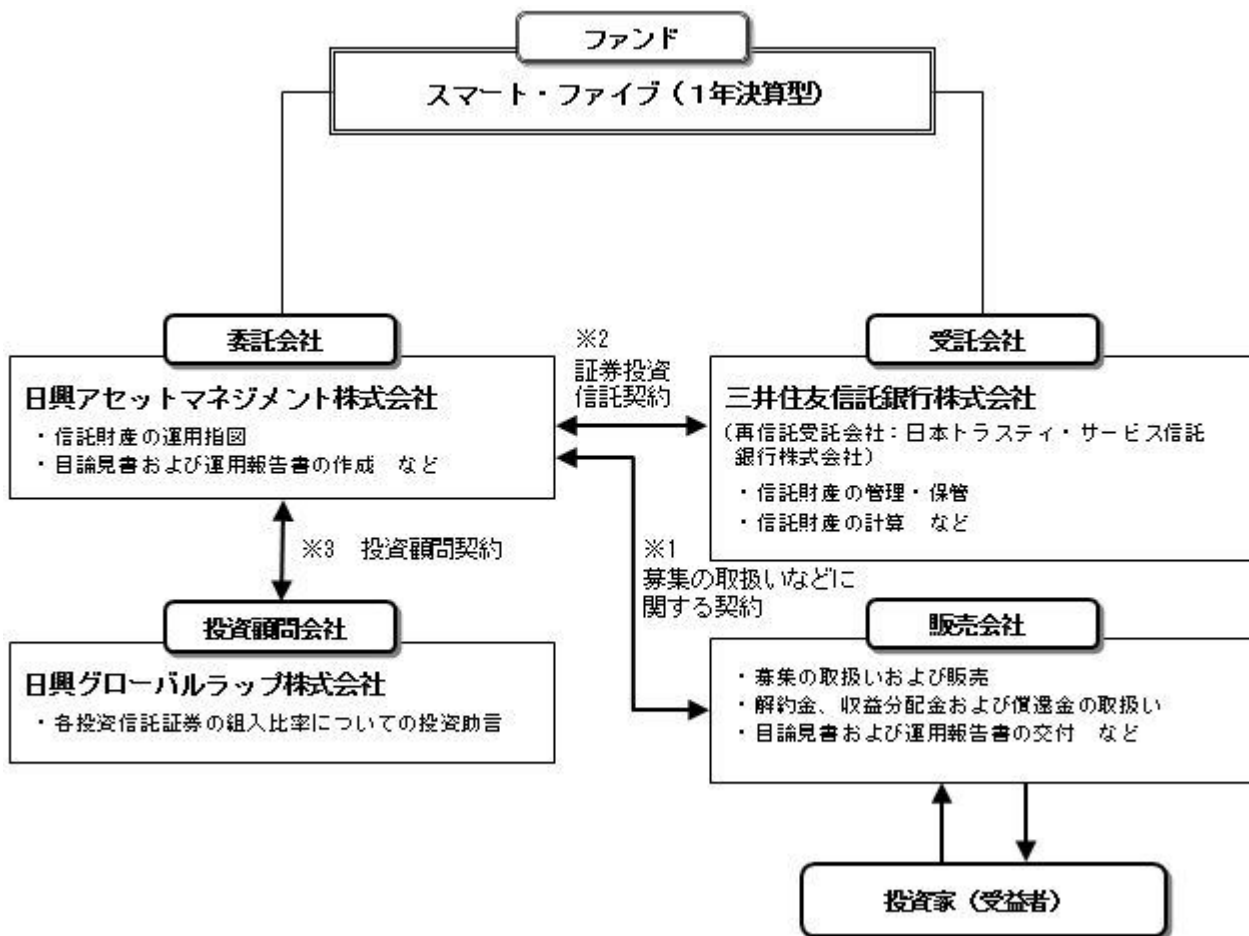 ファンド
スマート・ファイブ(1年決算型)
委託会社
日興アセットマネジメント株式会社
・信託財産の運用指図
・目論見書および運用報告書の作成 など
※2
証券投資
信託契約
受託会社
三井住友信託銀行株式会社
(再信託受託会社:日本トラスティ・サービス信託
銀行株式会社)
・信託財産の管理・保管
・信託財産の計算 など
※3 投資顧問契約
※1
募集の取扱いなどに
関する契約
投資顧問会社
日興グローバルラップ株式会社
・各投資信託証券の組入比率についての投資助言
販売会社
・募集の取扱いおよび販売
・解約金、収益分配金および償還金の取扱い
・目論見書および運用報告書の交付 など
投資家(受益者)